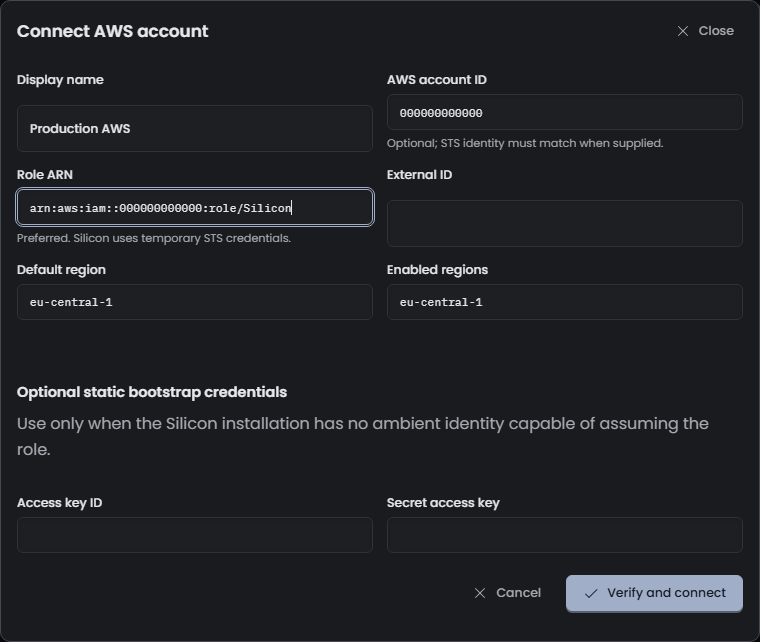 Connect AWS account
Close
Display name
AWS account ID
Production AWS
000000000000
Optional; STS identity must match when supplied.
Role ARN
External ID
arn:aws:iam::000000000000:role/Silicon
Preferred. Silicon uses temporary STS credentials.
Default region
Enabled regions
eu-central-1
eu-central-1
Optional static bootstrap credentials
Use only when the Silicon installation has no ambient identity capable of assuming the
role.
Access key ID
Secret access key
Cancel
Verify and connect